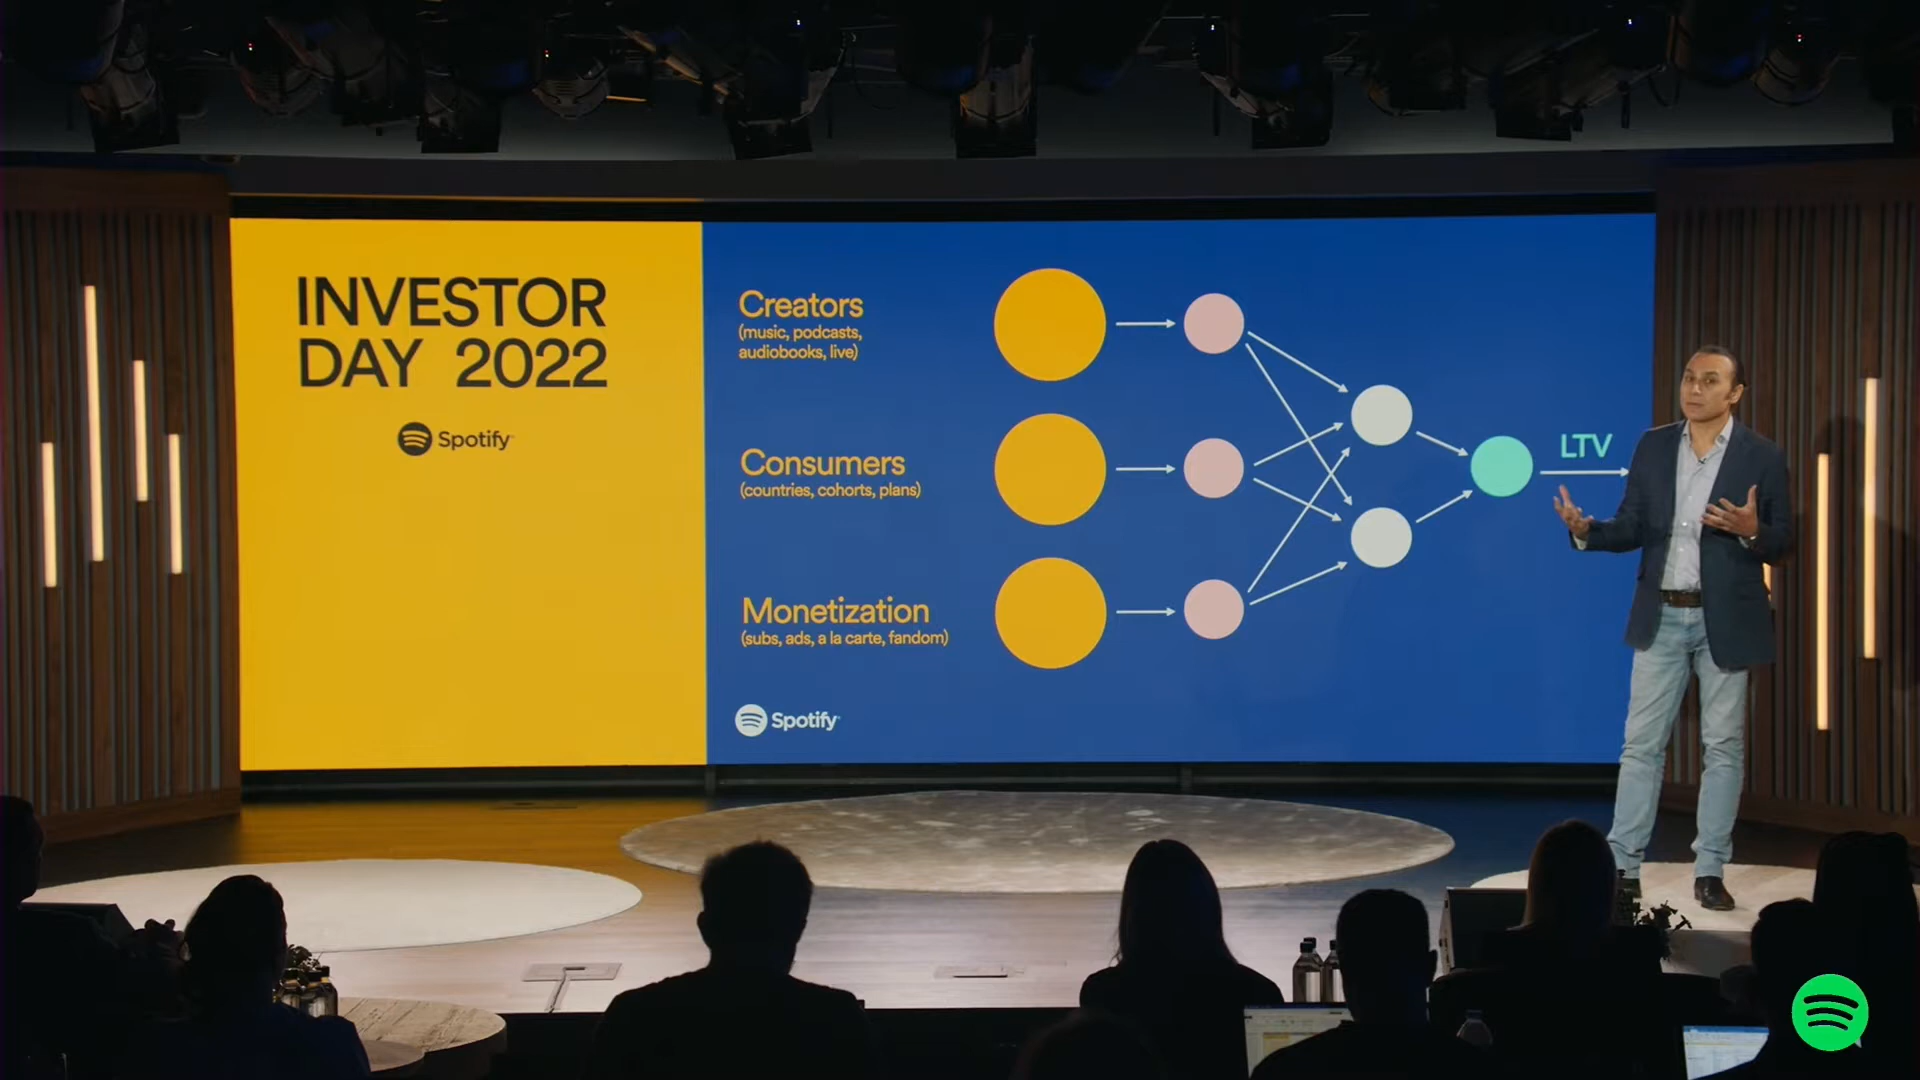 INVESTOR
DAY 2022
Spotify
Creators
(music, podcasts,
audiobooks, live)
Consumers
(countries, cohorts, plans)
Monetization
(subs, ads, a la carte, fandom)
LTV
Spotify